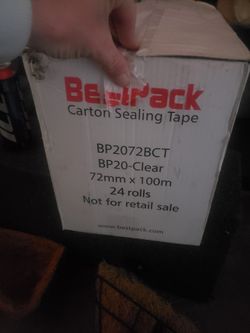 BestPack
Carton Sealing Tape
BP2072BCT
BP20-Clear
72mm x 100m
24 rolls
Not for retail sale
www.bestpack.com